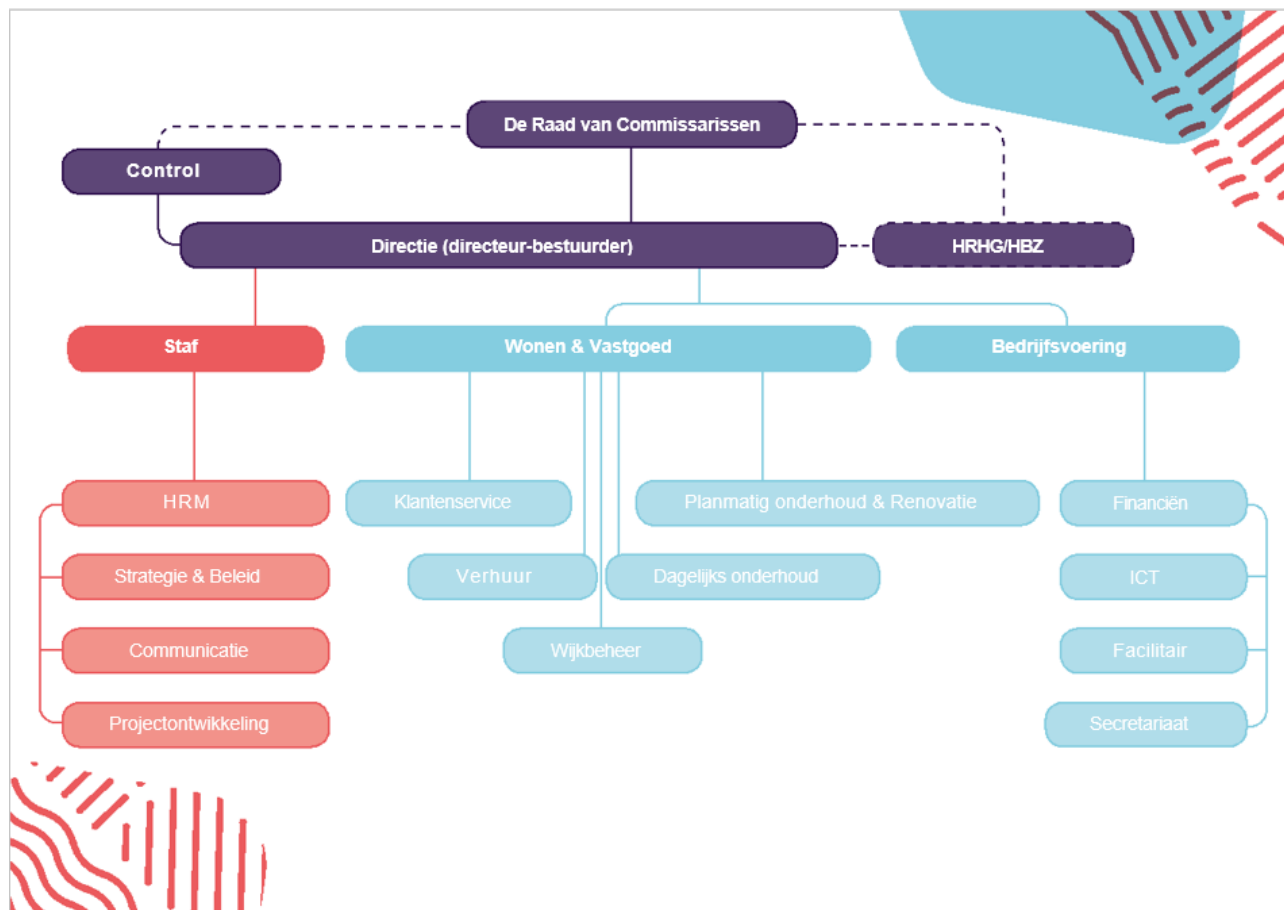 De Raad van Commissarissen
Control
Directie (directeur-bestuurder)
HRHG/HBZ
Staf
Wonen & Vastgoed
Bedrijfsvoering
HRM
Klantenservice
Planmatig onderhoud & Renovatie
Financiën
Strategie & Beleid
Verhuur
Dagelijks onderhoud
ICT
Communicatie
Wijkbeheer
Facilitair
Projectontwikkeling
Secretariaat